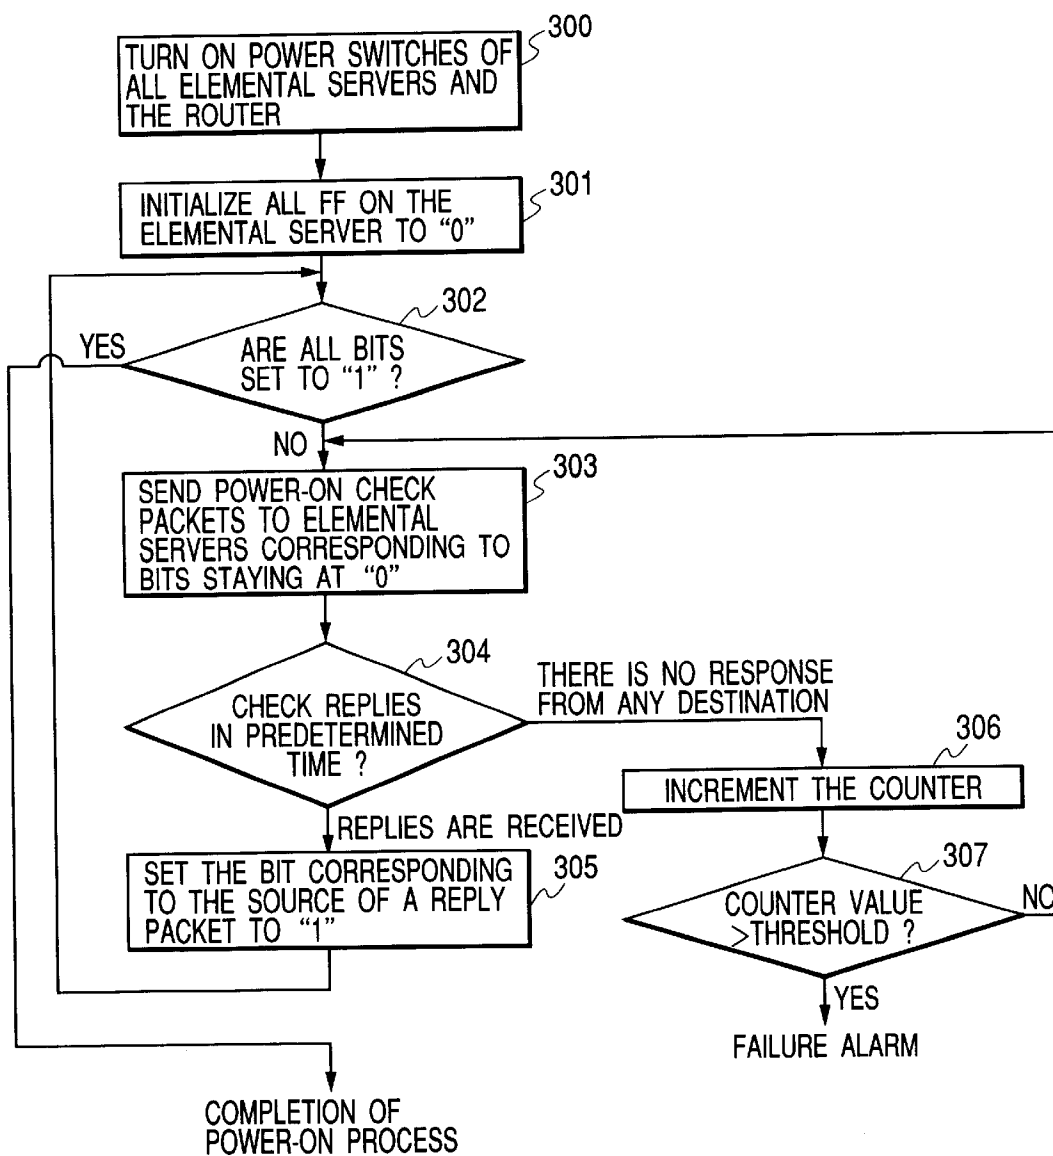 300
TURN ON POWER SWITCHES OF
ALL ELEMENTAL SERVERS AND
THE ROUTER
301
INITIALIZE ALL FF ON THE
ELEMENTAL SERVER TO “0”
302
YES
ARE ALL BITS
SET TO “1” ?
NO
303
SEND POWER-ON CHECK
PACKETS TO ELEMENTAL
SERVERS CORRESPONDING TO
BITS STAYING AT “0”
304
CHECK REPLIES
IN PREDETERMINED
TIME ?
THERE IS NO RESPONSE
FROM ANY DESTINATION
306
INCREMENT THE COUNTER
REPLIES ARE RECEIVED
305
SET THE BIT CORRESPONDING
TO THE SOURCE OF A REPLY
PACKET TO “1”
307
COUNTER VALUE
>THRESHOLD ?
NO
YES
FAILURE ALARM
COMPLETION OF
POWER-ON PROCESS